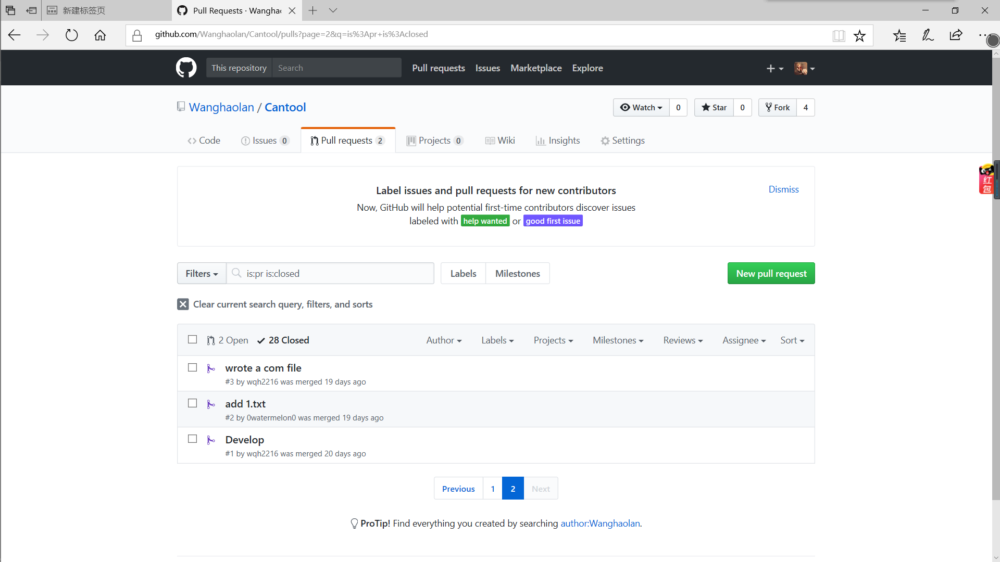 新建标签页
Pull Requests · Wanghao
github.com/Wanghaolan/Cantool/pulls?page=2&q=is%3Apr+is%3Aclosed
This repository Search Pull requests Issues Marketplace Explore
Wanghaolan / Cantool
Watch 0 Star 0 Fork 4
Code Issues 0 Pull requests 2 Projects 0 Wiki Insights Settings
Label issues and pull requests for new contributors
Dismiss
Now, GitHub will help potential first-time contributors discover issues
labeled with help wanted or good first issue
红
包
Filters is:pr is:closed Labels Milestones New pull request
Clear current search query, filters, and sorts
2 Open 28 Closed Author Labels Projects Milestones Reviews Assignee Sort
wrote a com file
#3 by wqh2216 was merged 19 days ago
add 1.txt
#2 by 0watermelon0 was merged 19 days ago
Develop
#1 by wqh2216 was merged 20 days ago
Previous 1 2 Next
ProTip! Find everything you created by searching author:Wanghaolan.